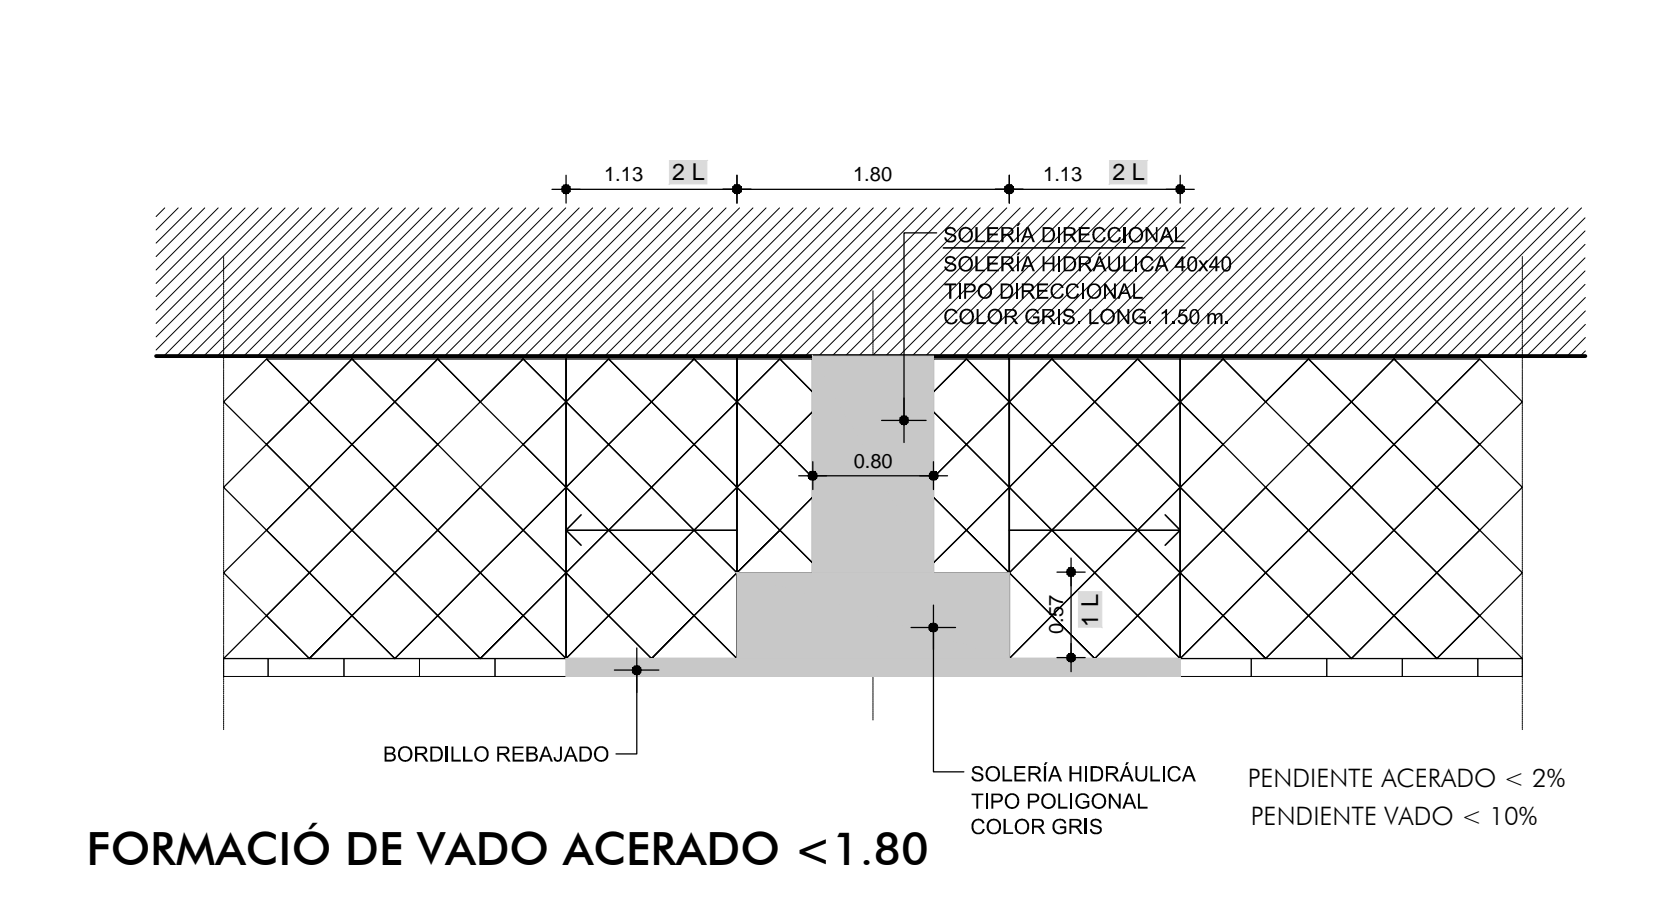 1.13 2 L 1.80 1.13 2 L
SOLERÍA DIRECCIONAL
SOLERÍA HIDRÁULICA 40x40
TIPO DIRECCIONAL
COLOR GRIS. LONG. 1.50 m.
0.80
0.57
1 L
BORDILLO REBAJADO
SOLERÍA HIDRÁULICA
TIPO POLIGONAL
COLOR GRIS
PENDIENTE ACERADO < 2%
PENDIENTE VADO < 10%
FORMACIÓ DE VADO ACERADO <1.80